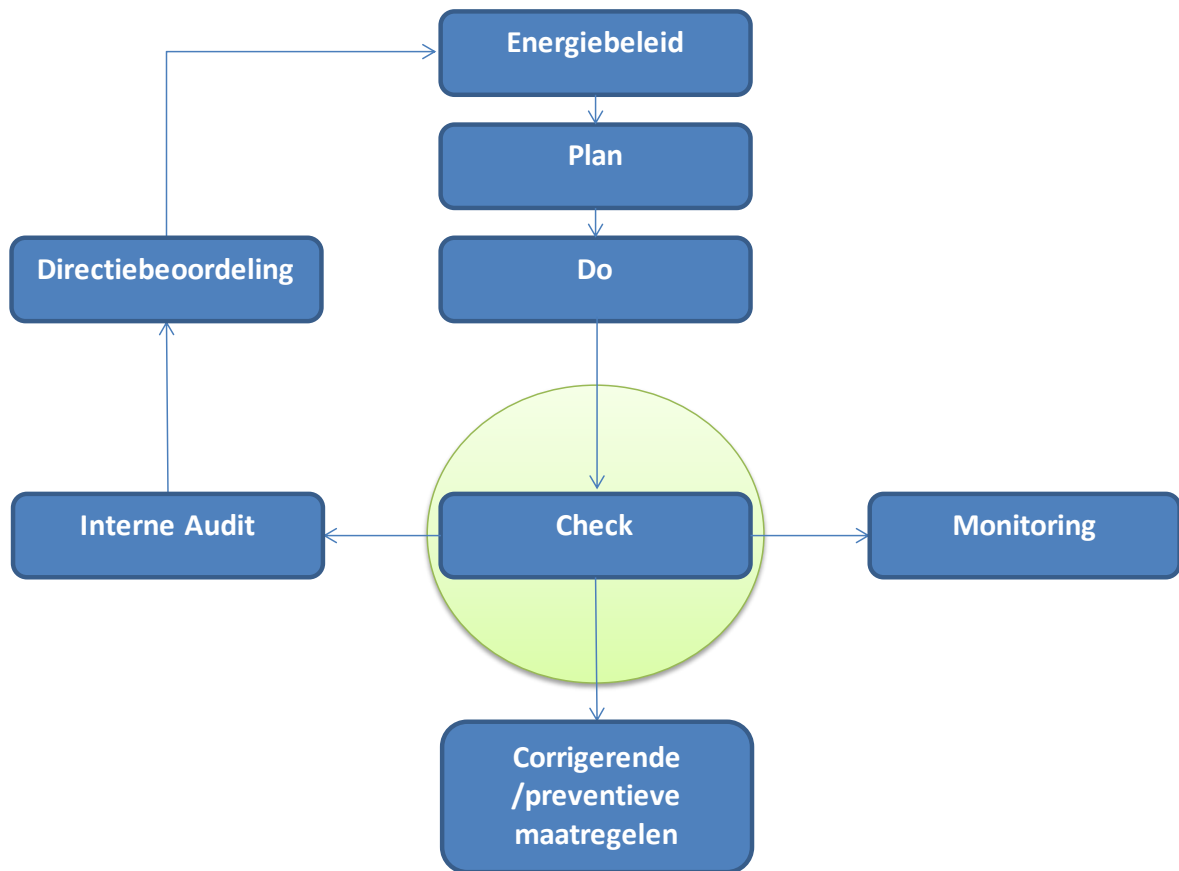 Energiebeleid
Plan
Directiebeoordeling
Do
Interne Audit
Check
Monitoring
Corrigerende
/preventieve
maatregelen